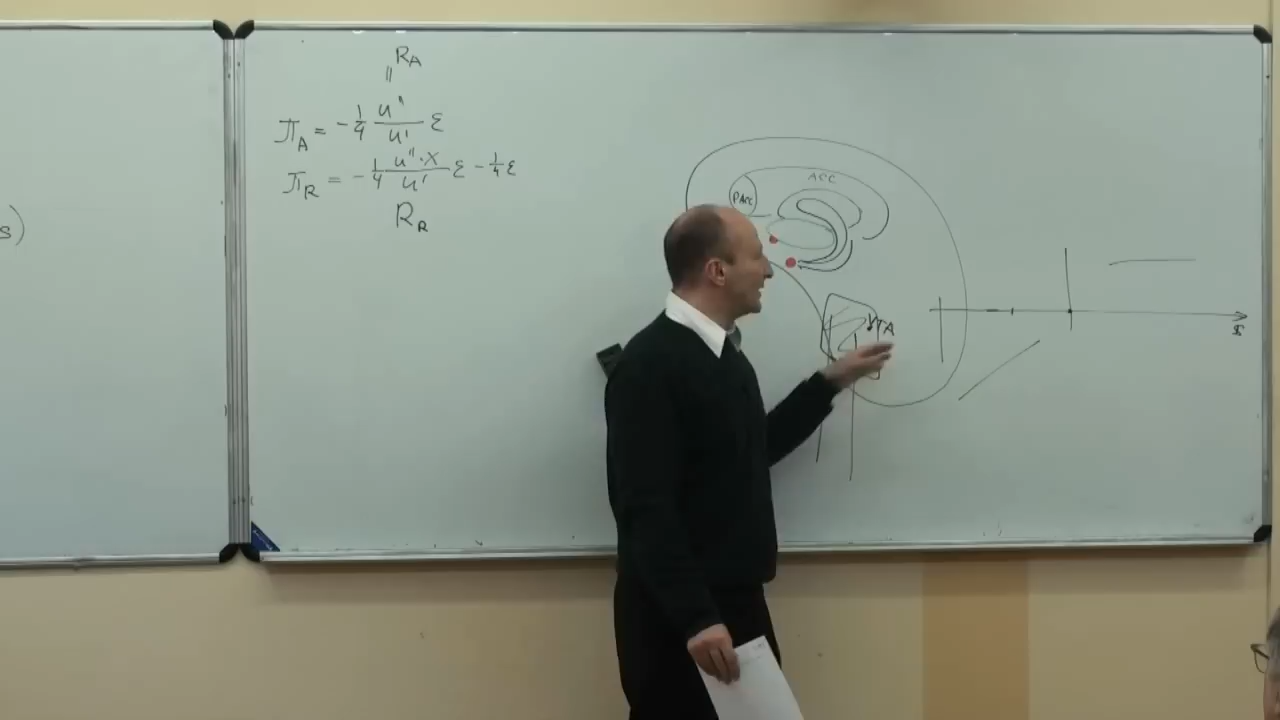 s)
R_A
||
π_A = -1/4 u''/u' ε
π_R = -1/4 u''·x/u' ε - 1/4 ε
R_R
ACC
PACC
VTA